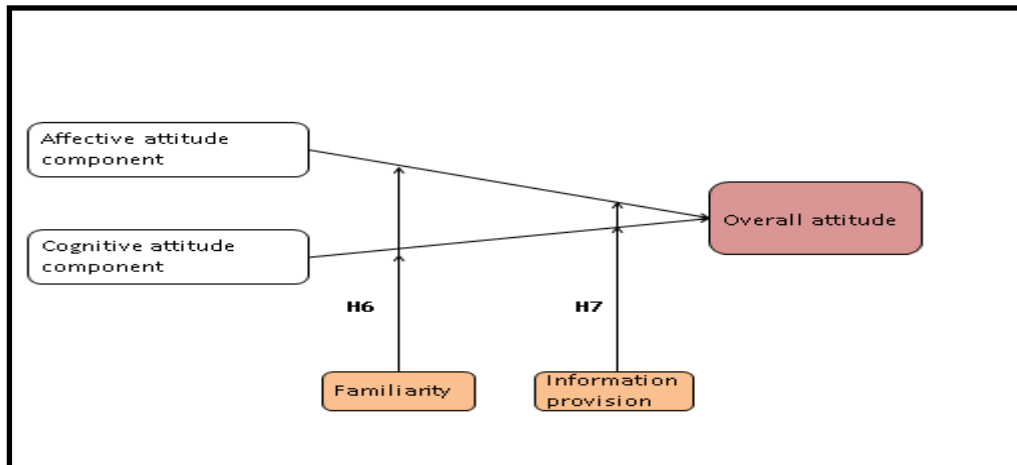 Affective attitude
component
Overall attitude
Cognitive attitude
component
H6
H7
Familiarity
Information
provision